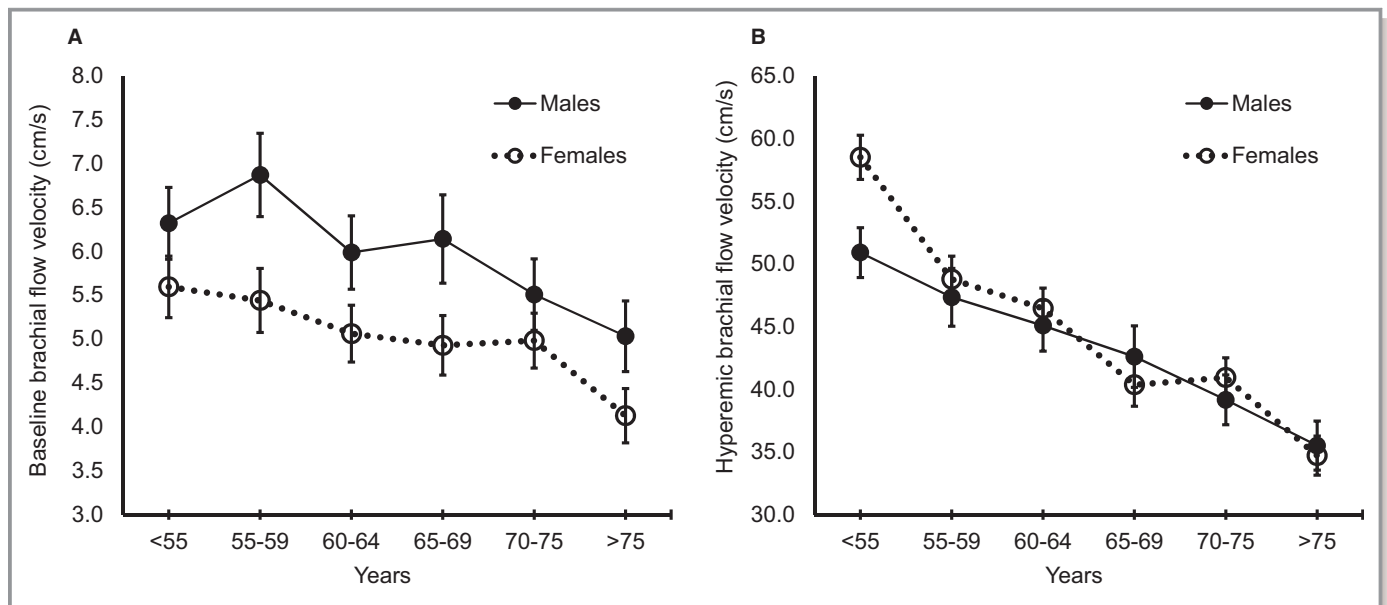 A
Baseline brachial flow velocity (cm/s)
8.0
7.5
7.0
6.5
6.0
5.5
5.0
4.5
4.0
3.5
3.0
Males
Females
<55 55-59 60-64 65-69 70-75 >75
Years
B
Hyperemic brachial flow velocity (cm/s)
65.0
60.0
55.0
50.0
45.0
40.0
35.0
30.0
Males
Females
<55 55-59 60-64 65-69 70-75 >75
Years